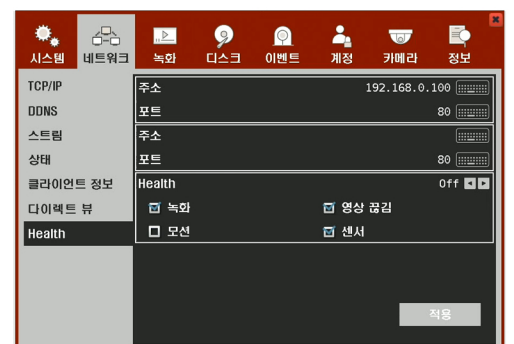 시스템 네트워크 녹화 디스크 이벤트 계정 카메라 정보
TCP/IP
DDNS
스트림
상태
클라이언트 정보
다이렉트 뷰
Health
주소 192.168.0.100
포트 80
주소
포트 80
Health Off
녹화 영상 끊김
모션 센서
적용